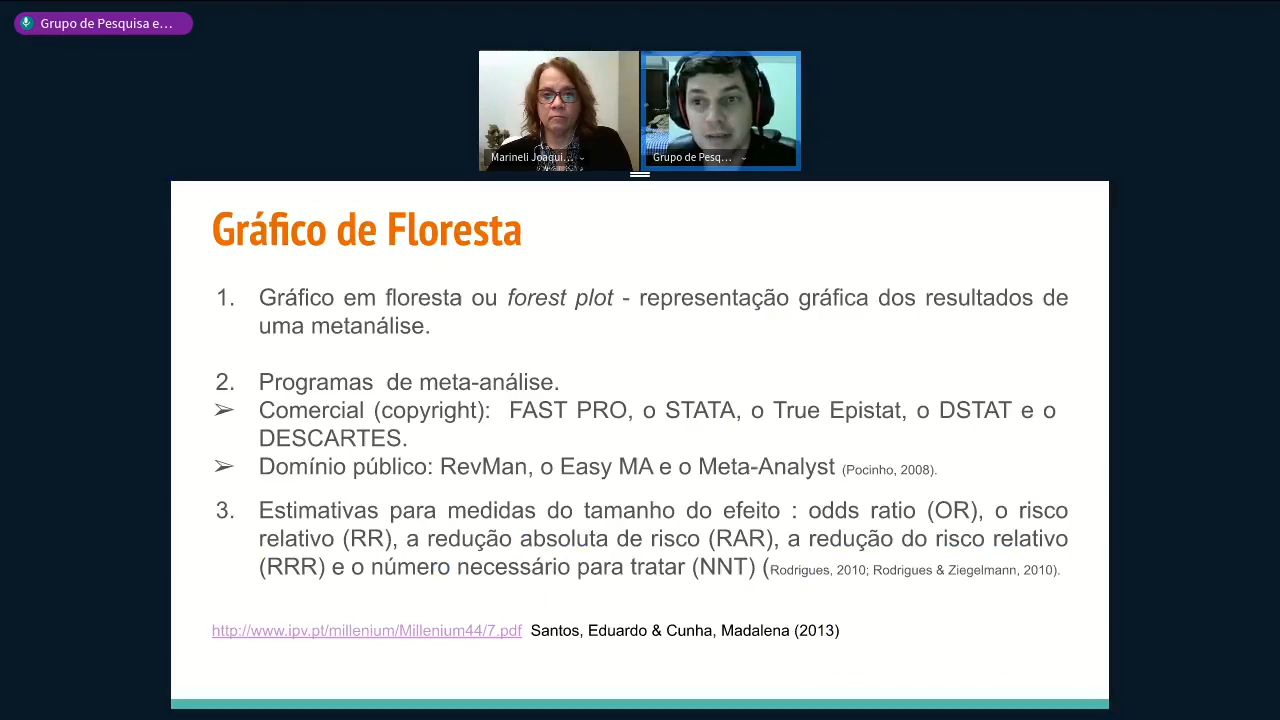 Grupo de Pesquisa e...
Marineli Joaqui...
Grupo de Pesq...
Gráfico de Floresta
1. Gráfico em floresta ou forest plot - representação gráfica dos resultados de
uma metanálise.
2. Programas de meta-análise.
➢ Comercial (copyright): FAST PRO, o STATA, o True Epistat, o DSTAT e o
DESCARTES.
➢ Domínio público: RevMan, o Easy MA e o Meta-Analyst (Pocinho, 2008).
3. Estimativas para medidas do tamanho do efeito : odds ratio (OR), o risco
relativo (RR), a redução absoluta de risco (RAR), a redução do risco relativo
(RRR) e o número necessário para tratar (NNT) (Rodrigues, 2010; Rodrigues & Ziegelmann, 2010).
http://www.ipv.pt/millenium/Millenium44/7.pdf Santos, Eduardo & Cunha, Madalena (2013)